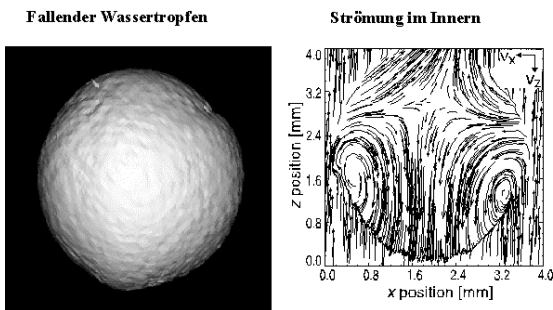 Fallender Wassertropfen
Strömung im Innern
4.0
3.2
2.4
1.6
0.8
0.0
z position [mm]
vx
vz
0.0 0.8 1.6 2.4 3.2 4.0
x position [mm]